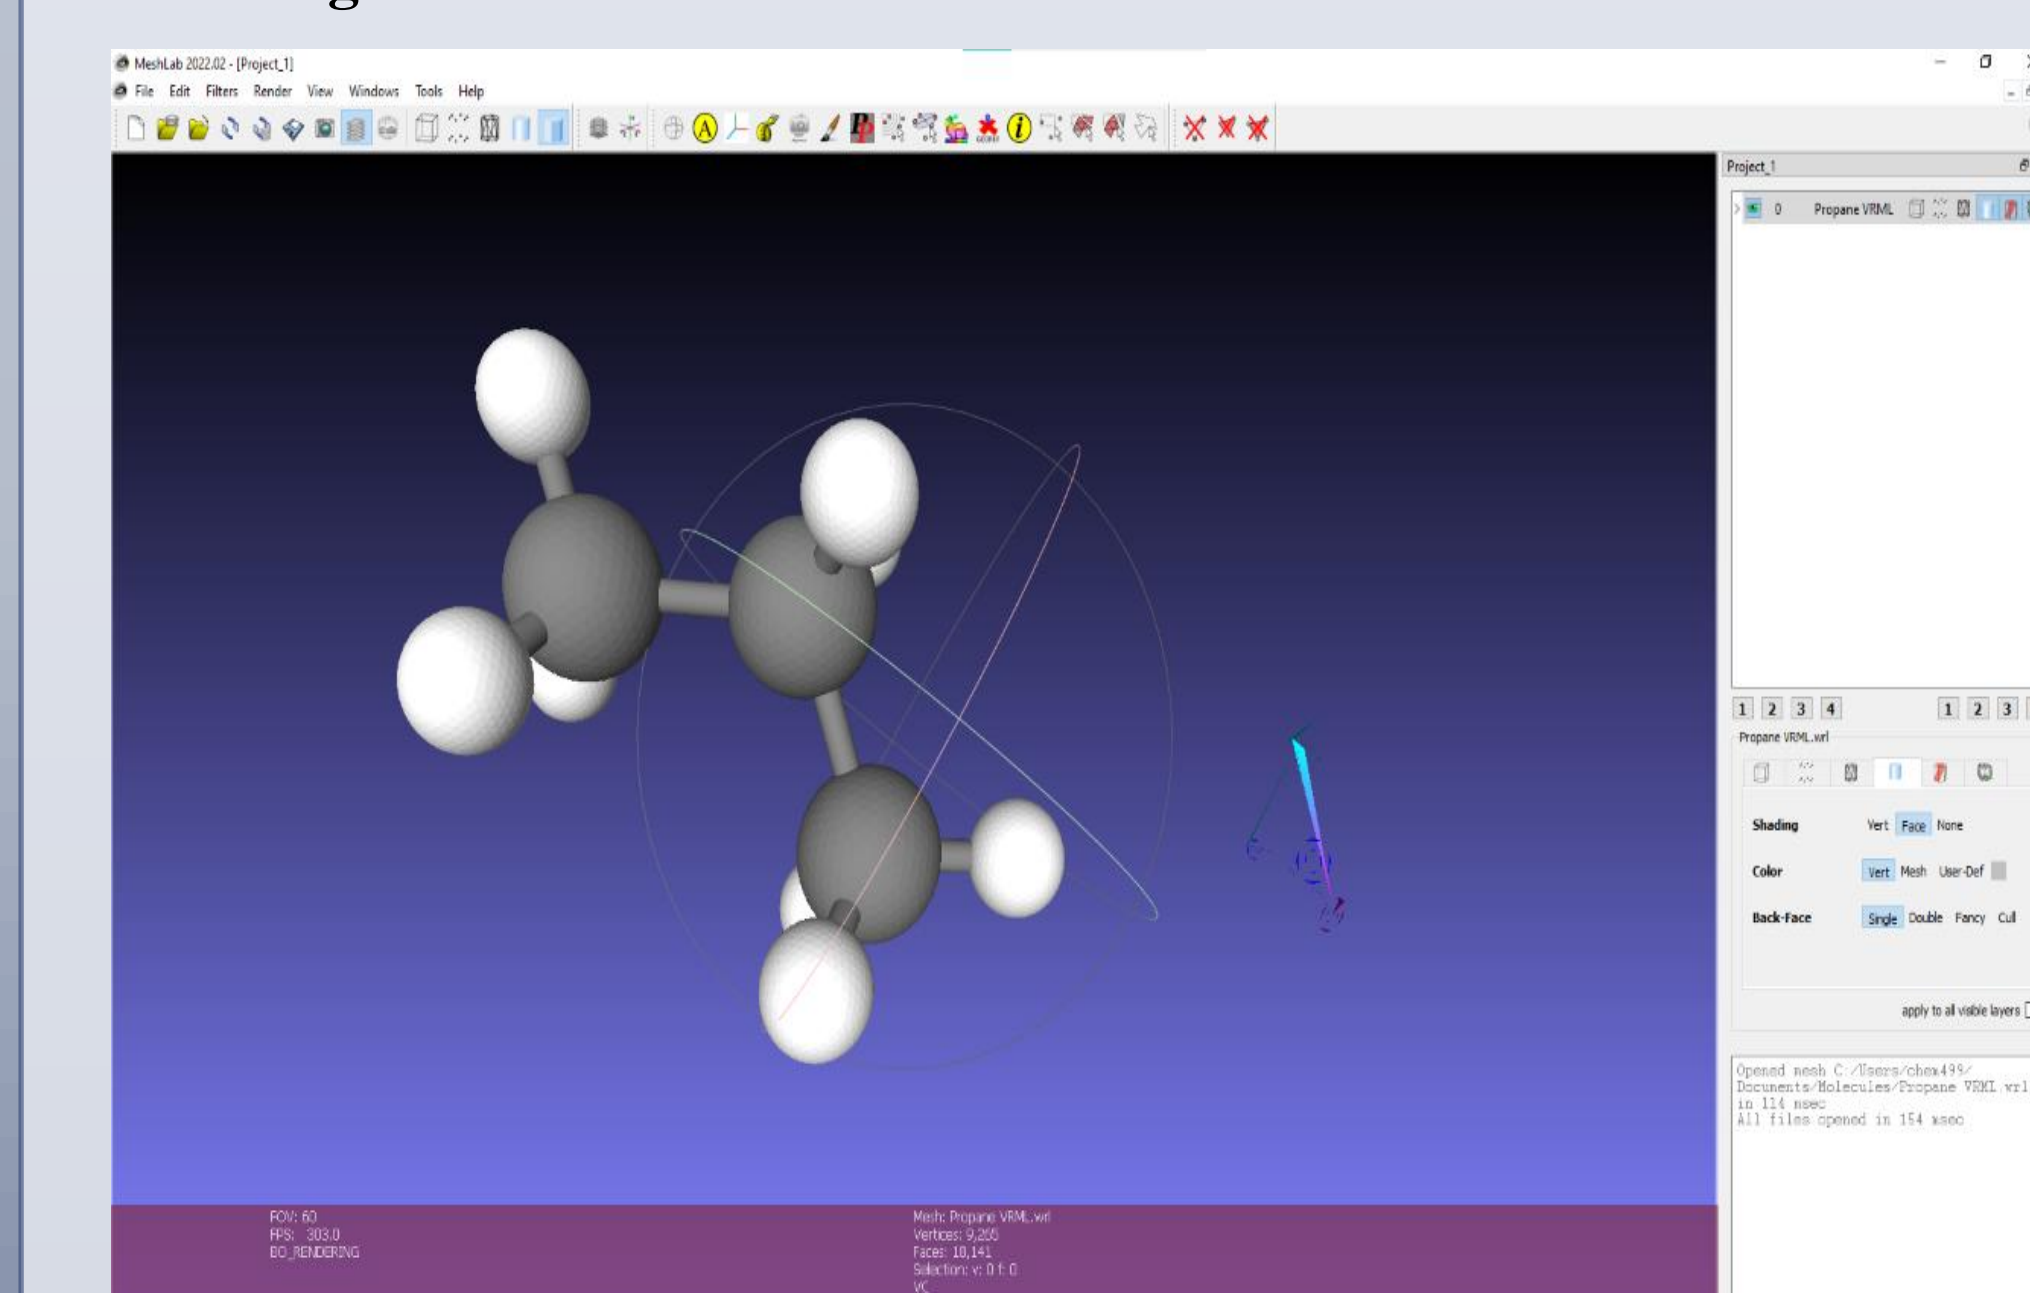 MeshLab 2022.02 - [Project_1]
File Edit Filters Render View Windows Tools Help
A
i
Project_1
0 Propane VRML
1 2 3 4 1 2 3
Propane VRML.wrl
Shading Vert Face None
Color Vert Mesh User-Def
Back-Face Single Double Fancy Cull
apply to all visible layers
Opened mesh C:/Users/chem499/
Documents/Molecules/Propane VRML.wrl
in 114 msec
All files opened in 154 msec
FOV: 60
FPS: 303.0
BO_RENDERING
Mesh: Propane VRML.wrl
Vertices: 9,265
Faces: 18,141
Selection: v: 0 f: 0
VC